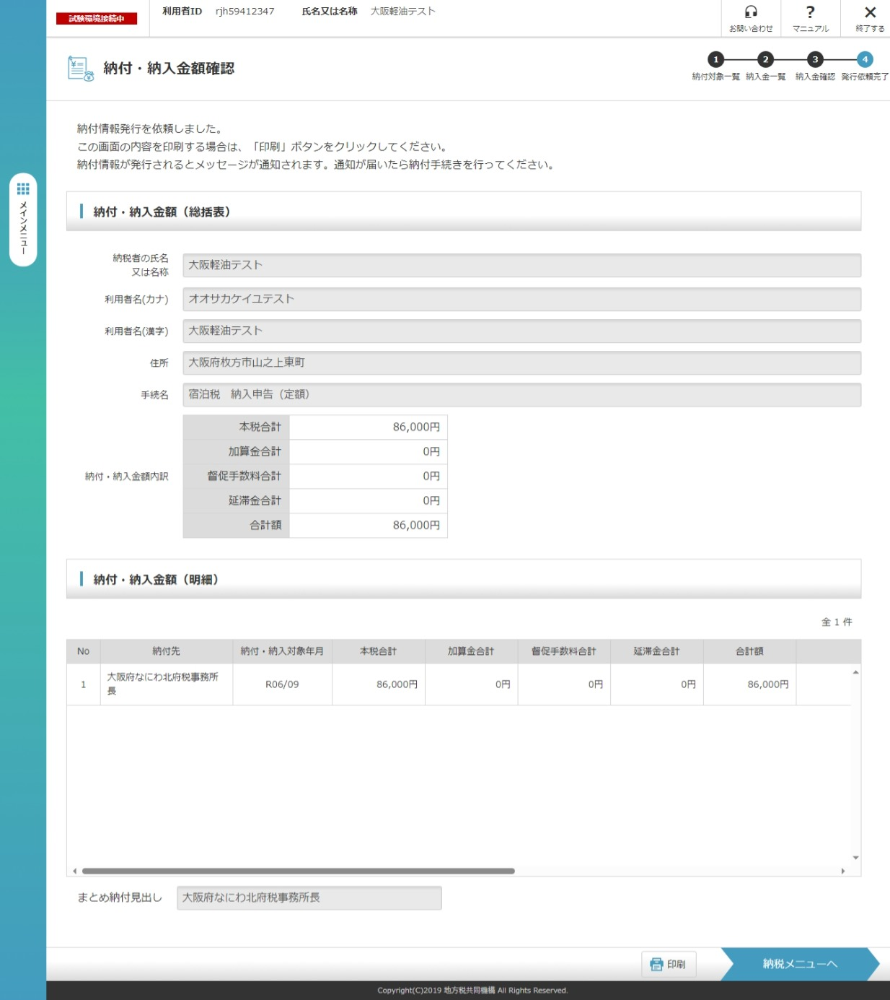 試験環境接続中
利用者ID rjh59412347 氏名又は名称 大阪軽油テスト
お問い合わせ
? マニュアル
終了する
納付・納入金額確認
1 2 3 4
納付対象一覧 納入金一覧 納入金確認 発行依頼完了
納付情報発行を依頼しました。
この画面の内容を印刷する場合は、「印刷」ボタンをクリックしてください。
納付情報が発行されるとメッセージが通知されます。通知が届いたら納付手続きを行ってください。
メインメニュー
納付・納入金額（総括表）
納税者の氏名
又は名称
大阪軽油テスト
利用者名(カナ) オオサカケイユテスト
利用者名(漢字) 大阪軽油テスト
住所 大阪府枚方市山之上東町
手続名 宿泊税　納入申告（定額）
納付・納入金額内訳
本税合計 86,000円
加算金合計 0円
督促手数料合計 0円
延滞金合計 0円
合計額 86,000円
納付・納入金額（明細）
全 1 件
No 納付先 納付・納入対象年月 本税合計 加算金合計 督促手数料合計 延滞金合計 合計額
1 大阪府なにわ北府税事務所
長
R06/09 86,000円 0円 0円 0円 86,000円
まとめ納付見出し 大阪府なにわ北府税事務所長
印刷
納税メニューへ
Copyright(C)2019 地方税共同機構 All Rights Reserved.